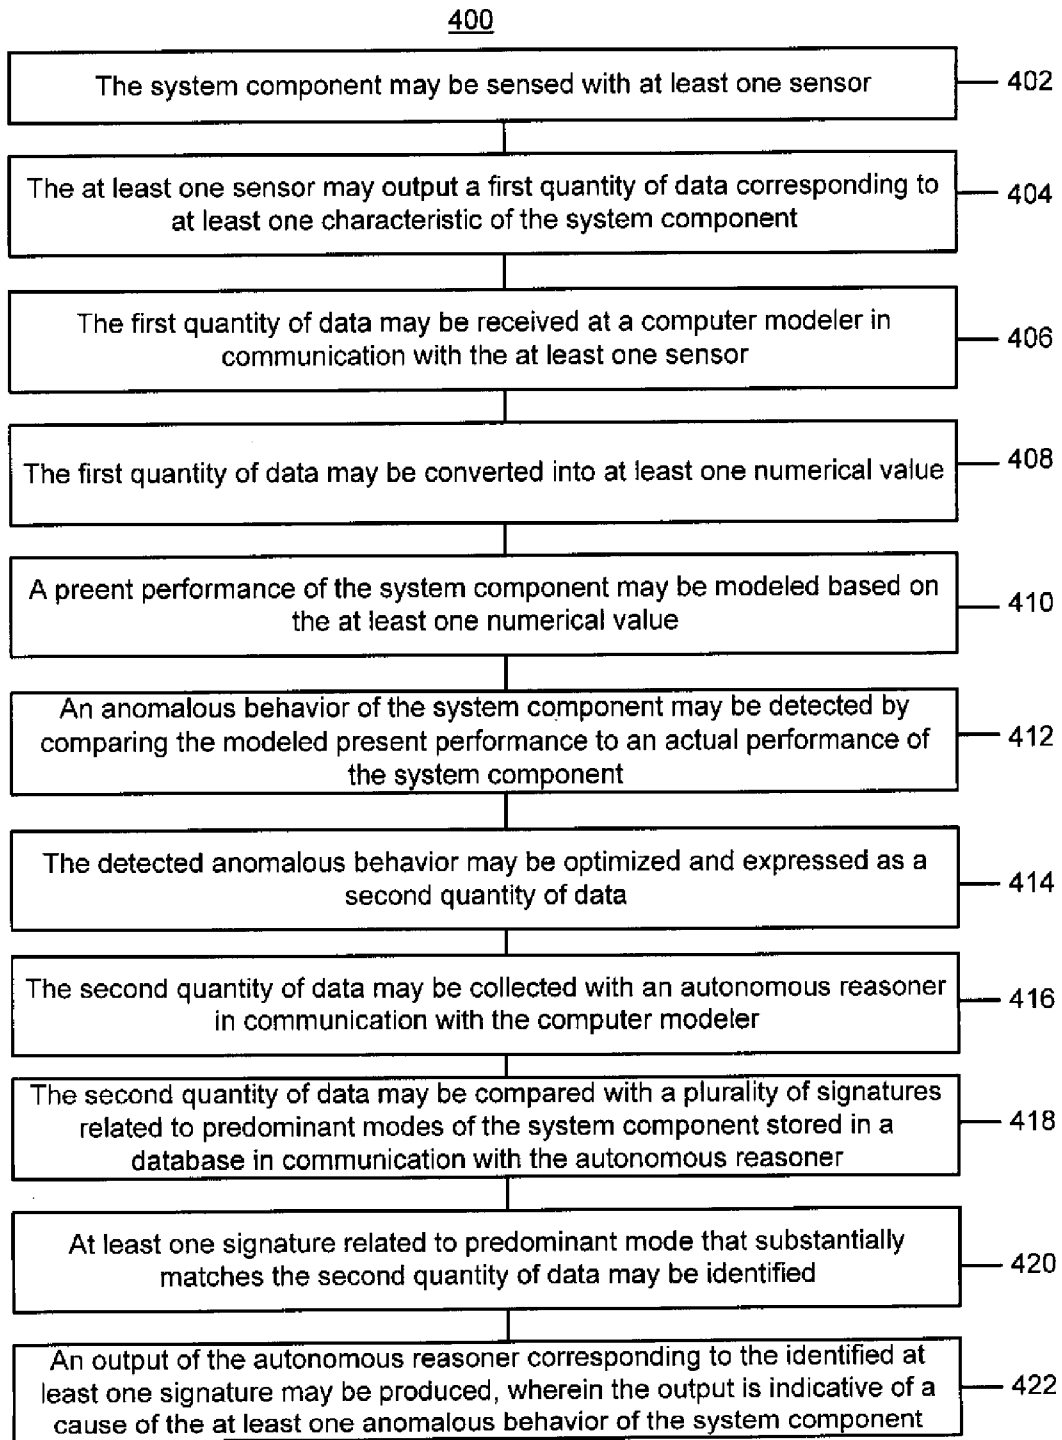 400
The system component may be sensed with at least one sensor
402
The at least one sensor may output a first quantity of data corresponding to
at least one characteristic of the system component
404
The first quantity of data may be received at a computer modeler in
communication with the at least one sensor
406
The first quantity of data may be converted into at least one numerical value
408
A preent performance of the system component may be modeled based on
the at least one numerical value
410
An anomalous behavior of the system component may be detected by
comparing the modeled present performance to an actual performance of
the system component
412
The detected anomalous behavior may be optimized and expressed as a
second quantity of data
414
The second quantity of data may be collected with an autonomous reasoner
in communication with the computer modeler
416
The second quantity of data may be compared with a plurality of signatures
related to predominant modes of the system component stored in a
database in communication with the autonomous reasoner
418
At least one signature related to predominant mode that substantially
matches the second quantity of data may be identified
420
An output of the autonomous reasoner corresponding to the identified at
least one signature may be produced, wherein the output is indicative of a
cause of the at least one anomalous behavior of the system component
422